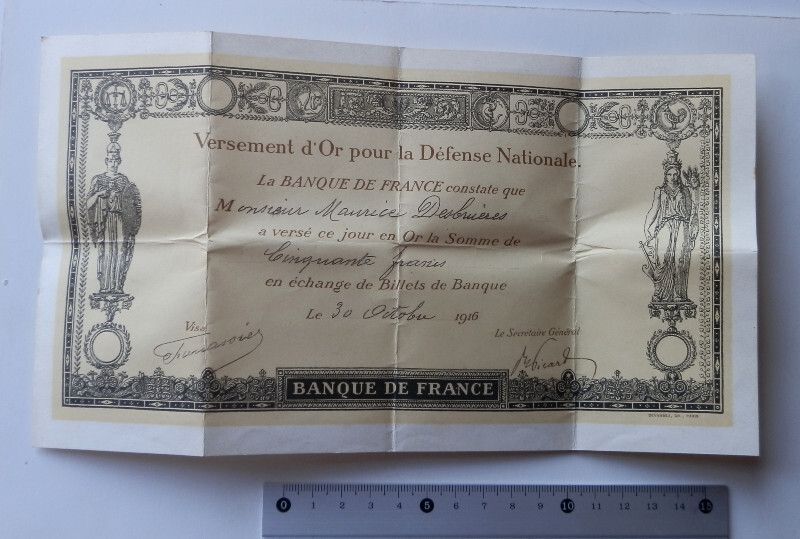 Versement d'Or pour la Défense Nationale.
La BANQUE DE FRANCE constate que
Monsieur Maurice Desbruères
a versé ce jour en Or la Somme de
Cinquante francs
en échange de Billets de Banque
Le 30 Octobre 1916
Visa
Le Secrétaire Général
Picard
BANQUE DE FRANCE
0 1 2 3 4 5 6 7 8 9 10 11 12 13 14 15